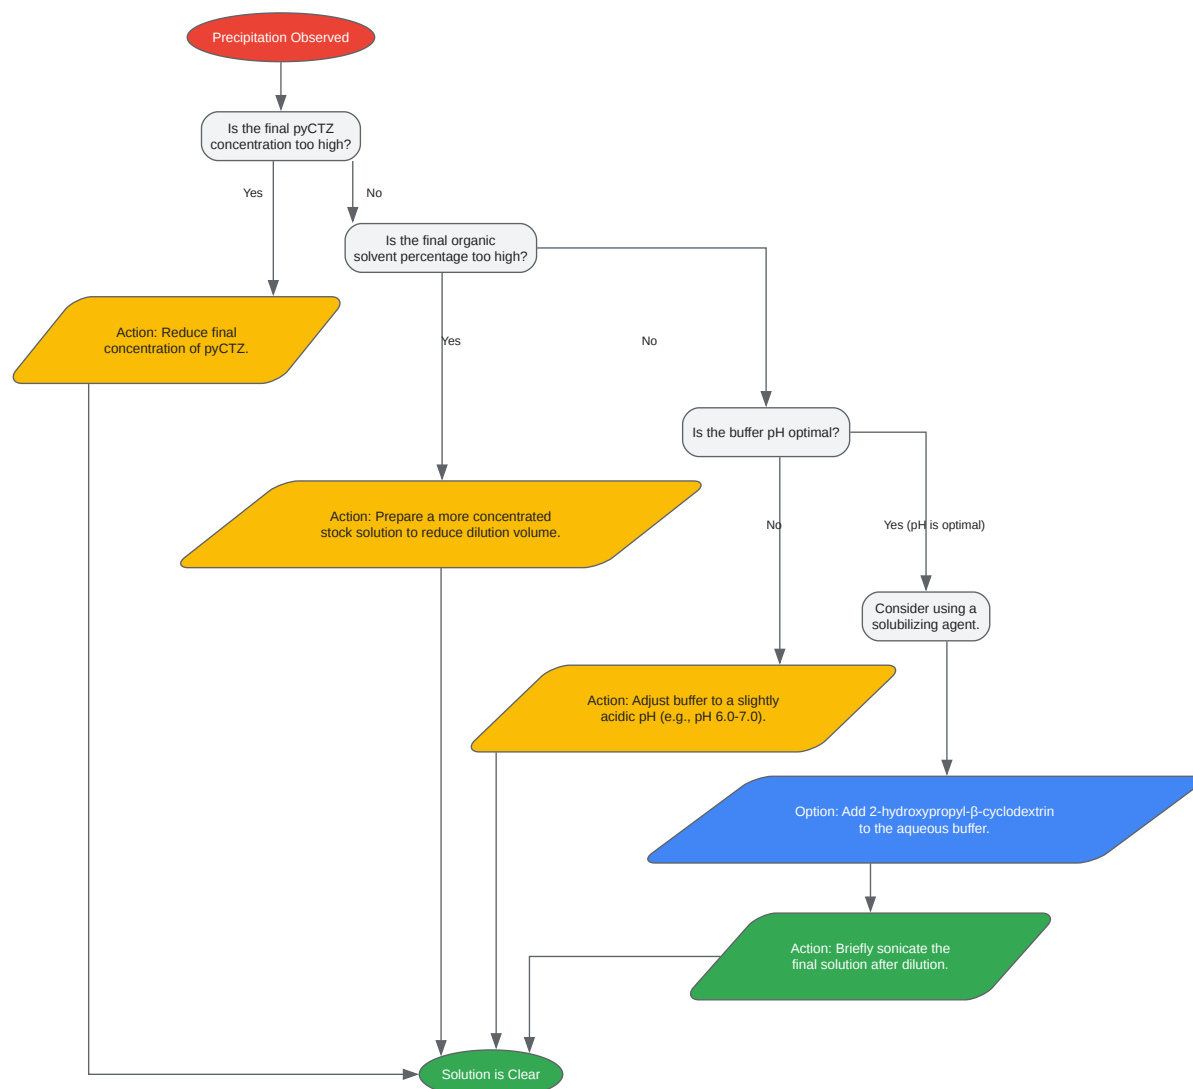 Precipitation Observed
Is the final pyCTZ
concentration too high?
Yes
No
Is the final organic
solvent percentage too high?
Action: Reduce final
concentration of pyCTZ.
Yes
No
Is the buffer pH optimal?
Action: Prepare a more concentrated
stock solution to reduce dilution volume.
No
Yes (pH is optimal)
Consider using a
solubilizing agent.
Action: Adjust buffer to a slightly
acidic pH (e.g., pH 6.0-7.0).
Option: Add 2-hydroxypropyl-β-cyclodextrin
to the aqueous buffer.
Action: Briefly sonicate the
final solution after dilution.
Solution is Clear